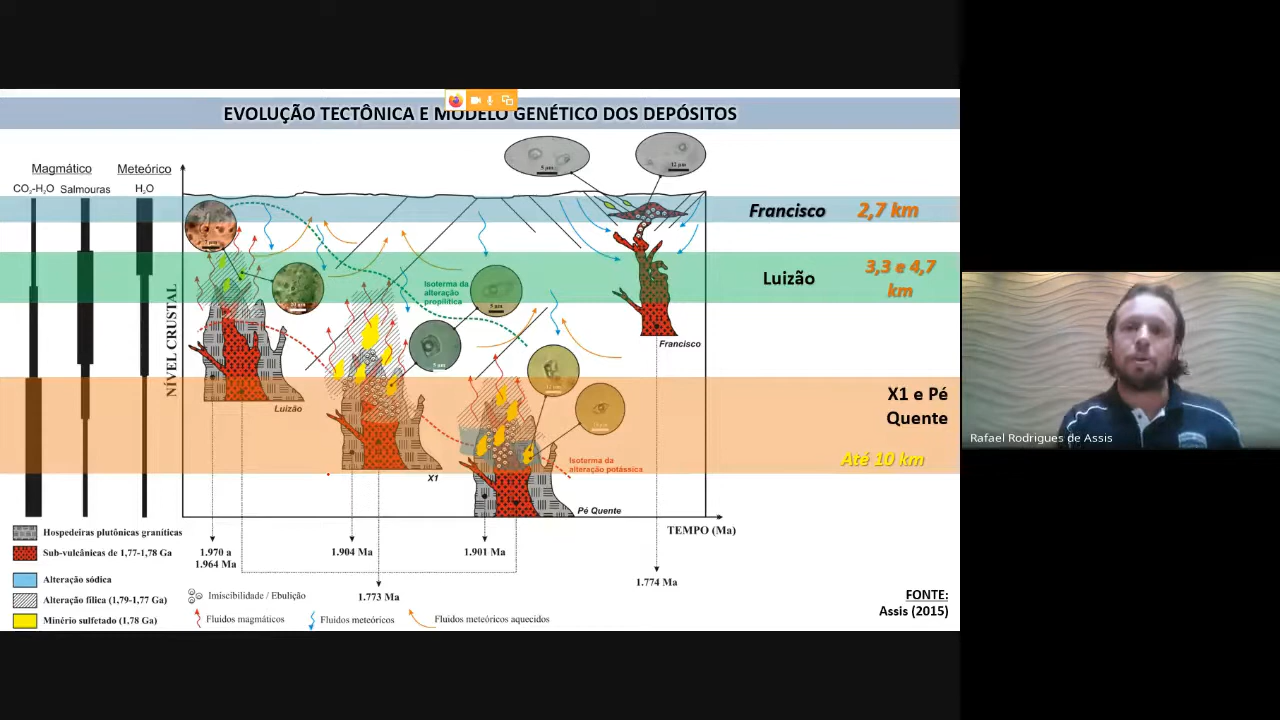 EVOLUÇÃO TECTÔNICA E MODELO GENÉTICO DOS DEPÓSITOS
Magmático
Meteórico
CO₂-H₂O
Salmouras
H₂O
NÍVEL CRUSTAL
5 µm
12 µm
Francisco
2,7 km
Luizão
3,3 e 4,7
km
Isoterma da
alteração
propilítica
Francisco
Luizão
X1 e Pé
Quente
Até 10 km
X1
Isoterma da
alteração potássica
Pé Quente
TEMPO (Ma)
1.970 a
1.964 Ma
1.904 Ma
1.901 Ma
1.773 Ma
1.774 Ma
Hospedeiras plutônicas graníticas
Sub-vulcânicas de 1,77-1,78 Ga
Alteração sódica
Alteração fílica (1,79-1,77 Ga)
Minério sulfetado (1,78 Ga)
Imiscibilidade / Ebulição
Fluidos magmáticos
Fluidos meteóricos
Fluidos meteóricos aquecidos
FONTE:
Assis (2015)
Rafael Rodrigues de Assis